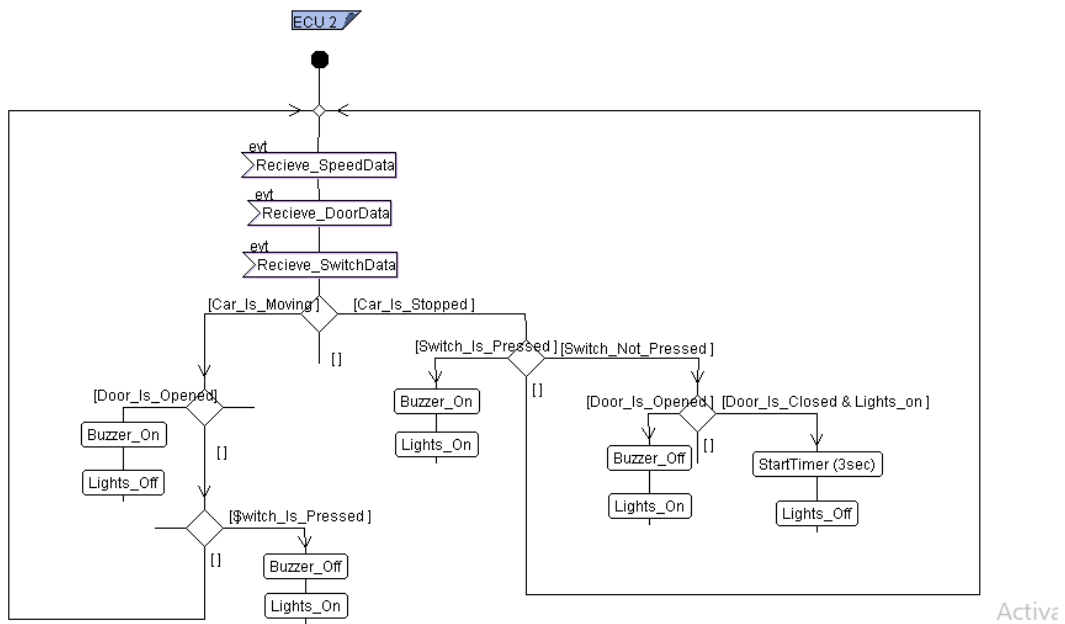 ECU 2
evt
Recieve_SpeedData
evt
Recieve_DoorData
evt
Recieve_SwitchData
[Car_Is_Moving] [Car_Is_Stopped ]
[]
[Switch_Is_Pressed ] [Switch_Not_Pressed ]
[]
[Door_Is_Opened]
Buzzer_On
Lights_Off
[]
Buzzer_On
Lights_On
[Door_Is_Opened ] [Door_Is_Closed & Lights_on ]
[]
Buzzer_Off
Lights_On
StartTimer (3sec)
Lights_Off
[Switch_Is_Pressed ]
[]
Buzzer_Off
Lights_On